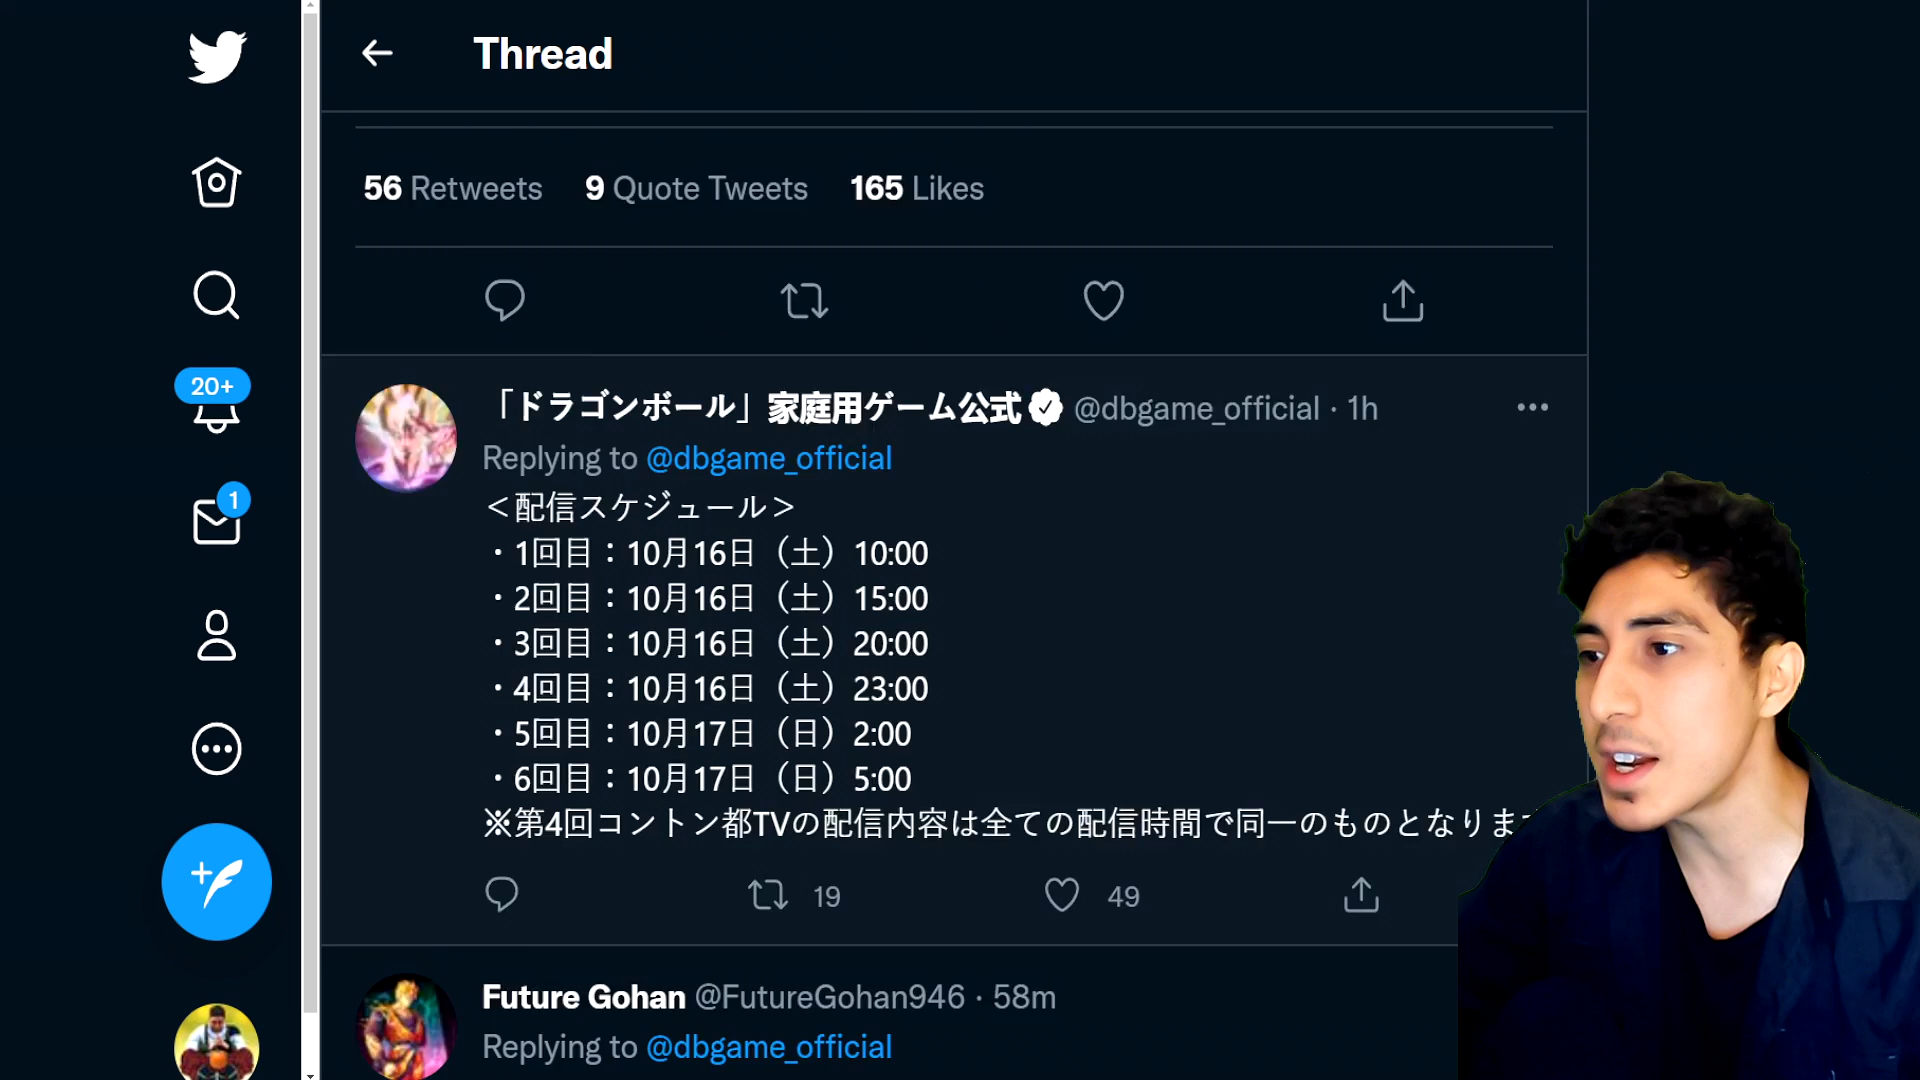 Thread
56 Retweets 9 Quote Tweets 165 Likes
20+
「ドラゴンボール」家庭用ゲーム公式 @dbgame_official · 1h
Replying to @dbgame_official
＜配信スケジュール＞
・1回目：10月16日（土）10:00
1
・2回目：10月16日（土）15:00
・3回目：10月16日（土）20:00
・4回目：10月16日（土）23:00
・5回目：10月17日（日）2:00
・6回目：10月17日（日）5:00
※第4回コントン都TVの配信内容は全ての配信時間で同一のものとなりま
19 49
Future Gohan @FutureGohan946 · 58m
Replying to @dbgame_official